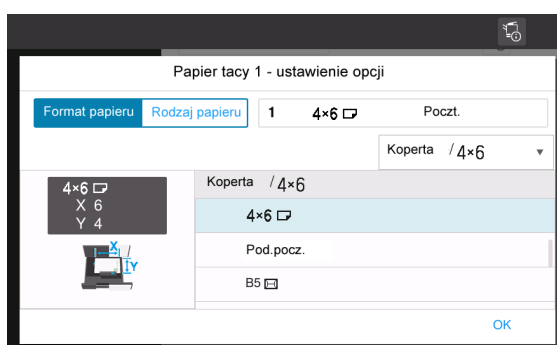 Papier tacy 1 - ustawienie opcji
Format papieru Rodzaj papieru 1 4×6 Poczt.
Koperta / 4×6
4×6
X 6
Y 4
X
Y
Koperta / 4×6
4×6
Pod.pocz.
B5
OK